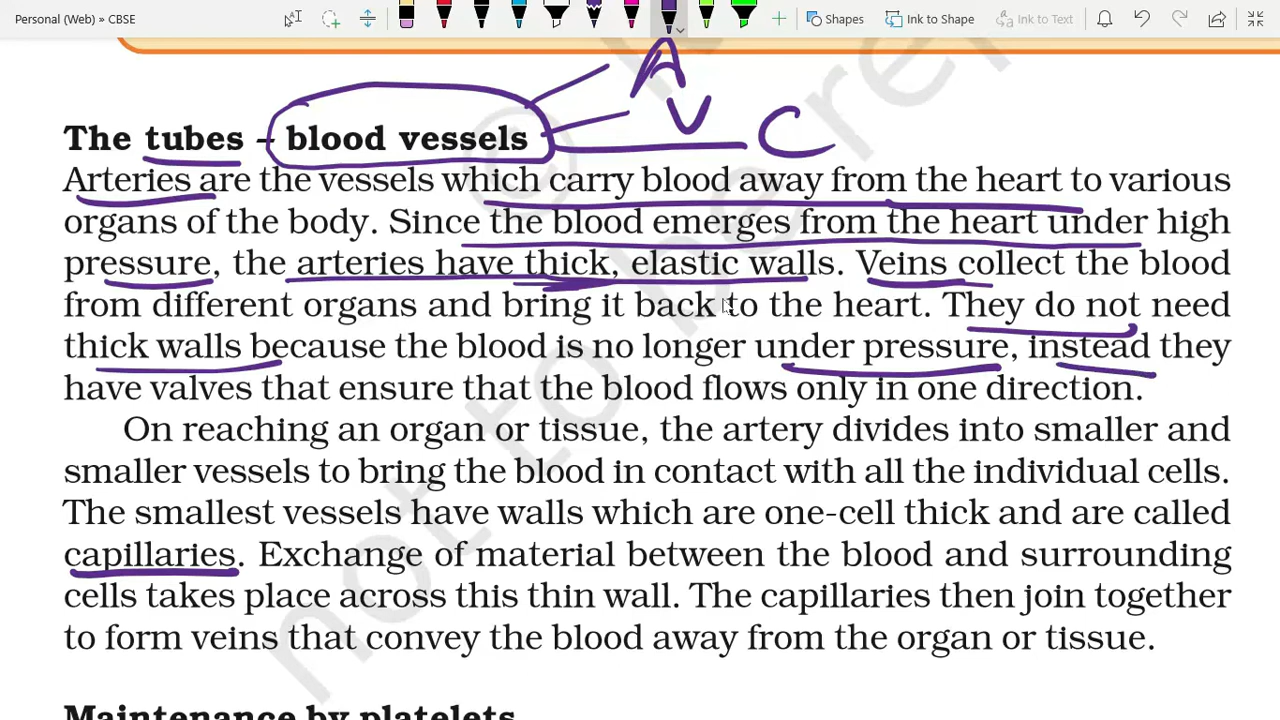 Personal (Web) » CBSE
Shapes
Ink to Shape
Ink to Text
A
V
C
The tubes – blood vessels
Arteries are the vessels which carry blood away from the heart to various
organs of the body. Since the blood emerges from the heart under high
pressure, the arteries have thick, elastic walls. Veins collect the blood
from different organs and bring it back to the heart. They do not need
thick walls because the blood is no longer under pressure, instead they
have valves that ensure that the blood flows only in one direction.
On reaching an organ or tissue, the artery divides into smaller and
smaller vessels to bring the blood in contact with all the individual cells.
The smallest vessels have walls which are one-cell thick and are called
capillaries. Exchange of material between the blood and surrounding
cells takes place across this thin wall. The capillaries then join together
to form veins that convey the blood away from the organ or tissue.
Maintenance by platelets
not to be re